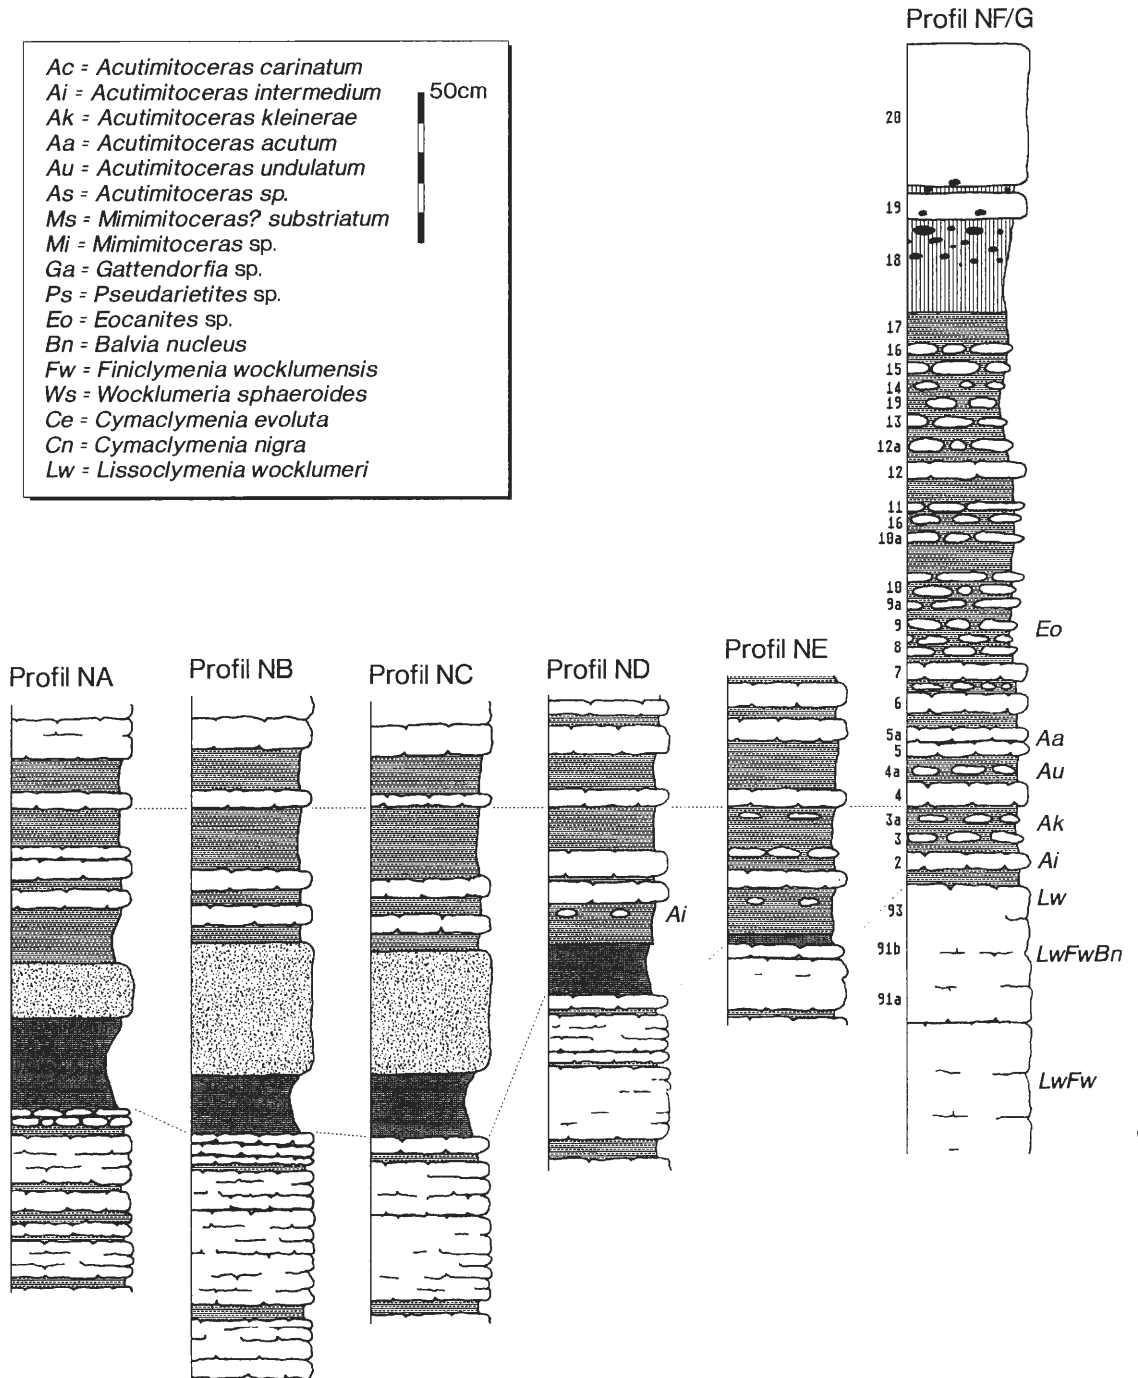 Profil NF/G
Ac = Acutimitoceras carinatum
Ai = Acutimitoceras intermedium
Ak = Acutimitoceras kleinerae
Aa = Acutimitoceras acutum
Au = Acutimitoceras undulatum
As = Acutimitoceras sp.
Ms = Mimimitoceras? substriatum
Mi = Mimimitoceras sp.
Ga = Gattendorfia sp.
Ps = Pseudarietites sp.
Eo = Eocanites sp.
Bn = Balvia nucleus
Fw = Finiclymenia wocklumensis
Ws = Wocklumeria sphaeroides
Ce = Cymaclymenia evoluta
Cn = Cymaclymenia nigra
Lw = Lissoclymenia wocklumeri
50cm
20
19
18
17
16
15
14
19
13
12a
12
11
16
10a
10
9a
9
Eo
8
7
6
5a
Aa
5
4a
Au
4
3a
Ak
3
2
Ai
Lw
93
91b
LwFwBn
91a
LwFw
Profil NA
Profil NB
Profil NC
Profil ND
Profil NE
Ai